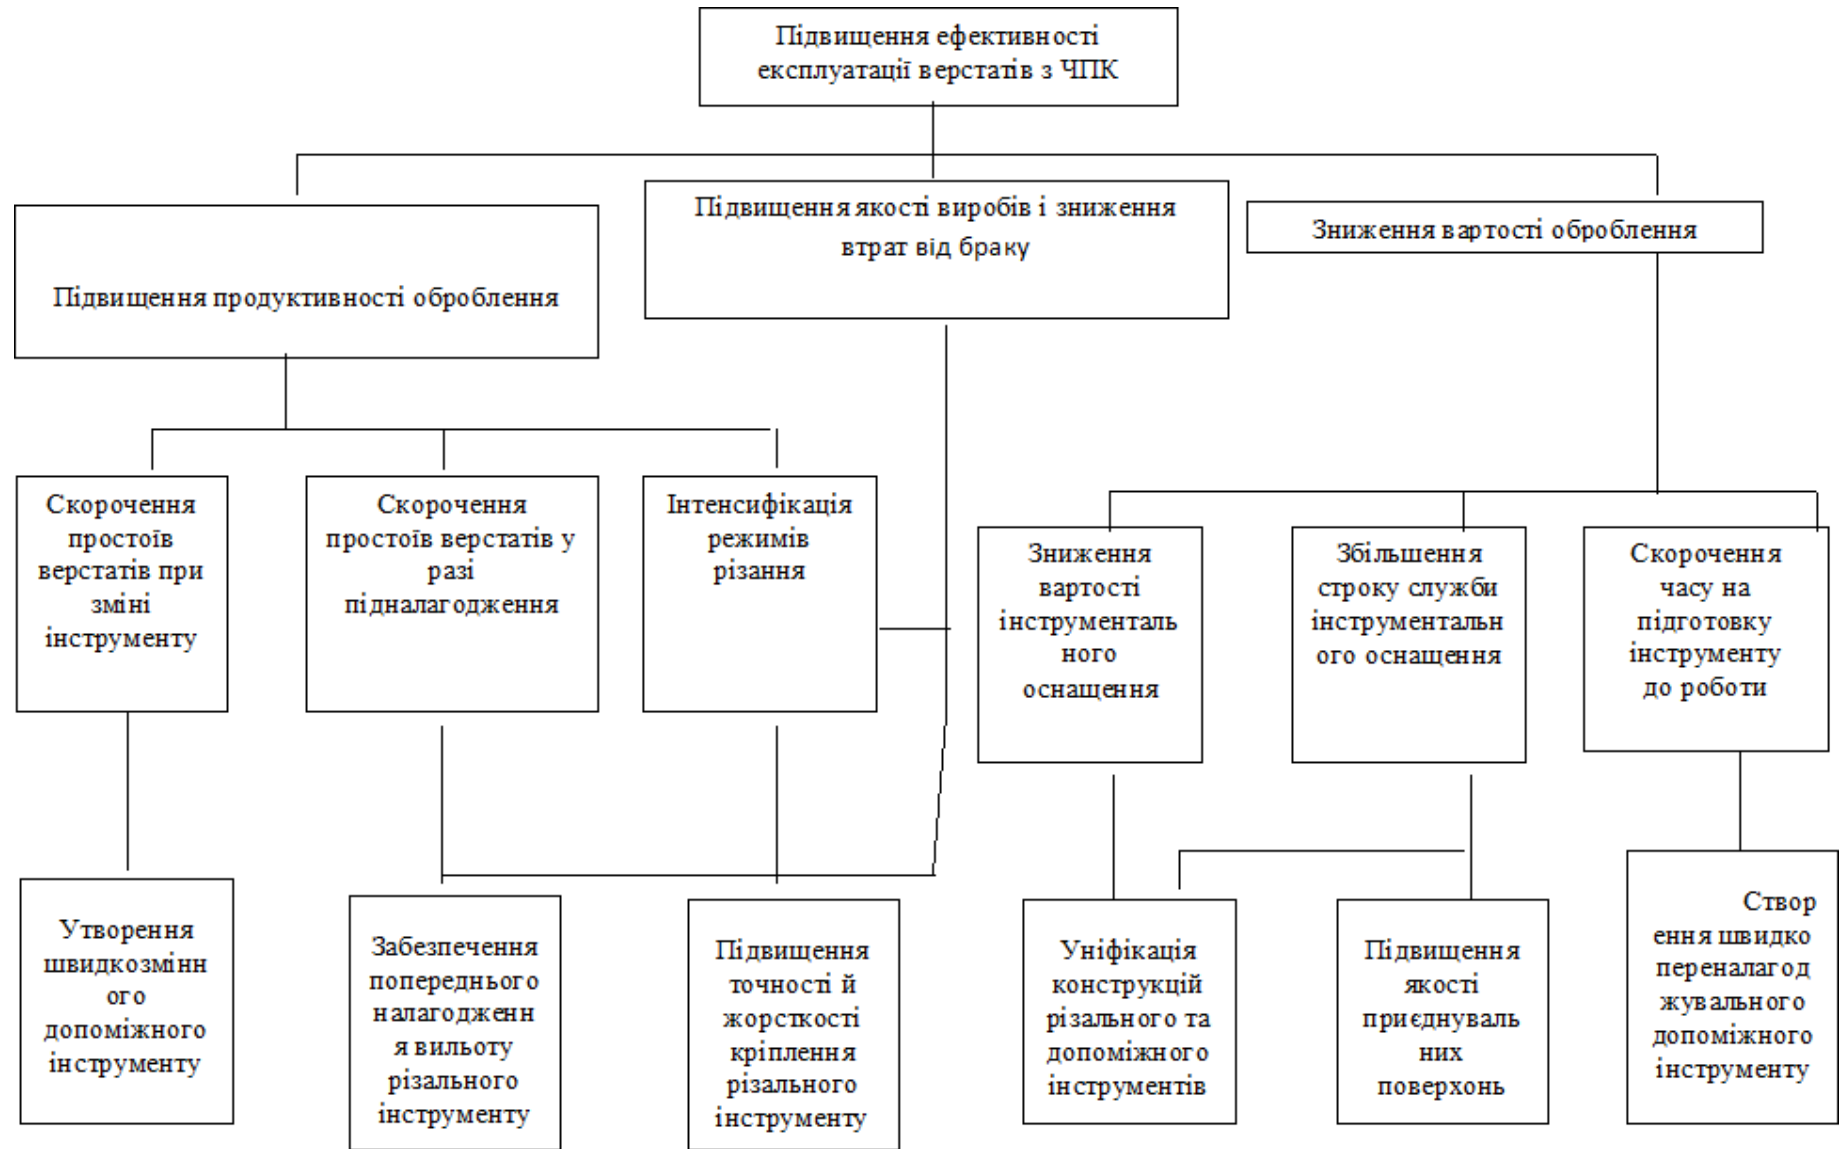 Підвищення ефективності
експлуатації верстатів з ЧПК
Підвищення продуктивності оброблення
Підвищення якості виробів і зниження
втрат від браку
Зниження вартості оброблення
Скорочення
простоїв
верстатів при
зміні
інструменту
Скорочення
простоїв верстатів у
разі
підналагодження
Інтенсифікація
режимів
різання
Зниження
вартості
інструменталь
ного
оснащення
Збільшення
строку служби
інструментальн
ого оснащення
Скорочення
часу на
підготовку
інструменту
до роботи
Утворення
швидкозмінн
ого
допоміжного
інструменту
Забезпечення
попереднього
налагодженн
я вильоту
різального
інструменту
Підвищення
точності й
жорсткості
кріплення
різального
інструменту
Уніфікація
конструкцій
різального та
допоміжного
інструментів
Підвищення
якості
приєднуваль
них
поверхонь
Створ
ення швидко
переналагод
жувального
допоміжного
інструменту